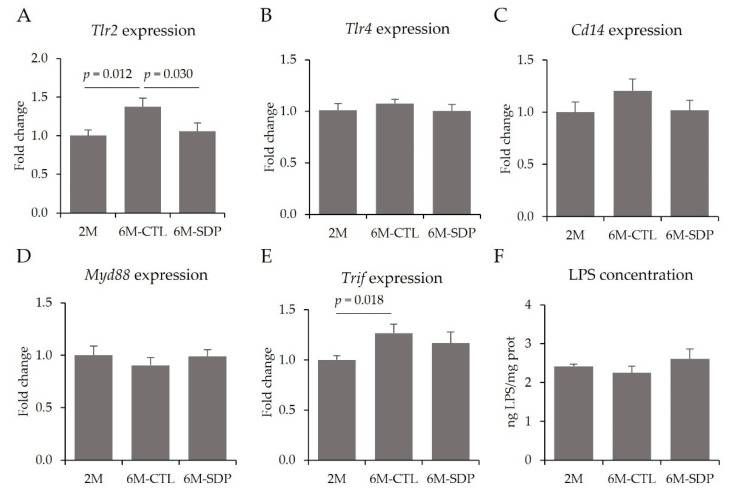 A
Tlr2 expression
2.0
1.5
1.0
0.5
0.0
Fold change
p = 0.012
p = 0.030
2M
6M-CTL
6M-SDP
B
Tlr4 expression
1.5
1.0
0.5
0.0
Fold change
2M
6M-CTL
6M-SDP
C
Cd14 expression
1.5
1.0
0.5
0.0
Fold change
2M
6M-CTL
6M-SDP
D
Myd88 expression
1.5
1.0
0.5
0.0
Fold change
2M
6M-CTL
6M-SDP
E
Trif expression
1.5
1.0
0.5
0.0
Fold change
p = 0.018
2M
6M-CTL
6M-SDP
F
LPS concentration
4
3
2
1
0
ng LPS/mg prot
2M
6M-CTL
6M-SDP